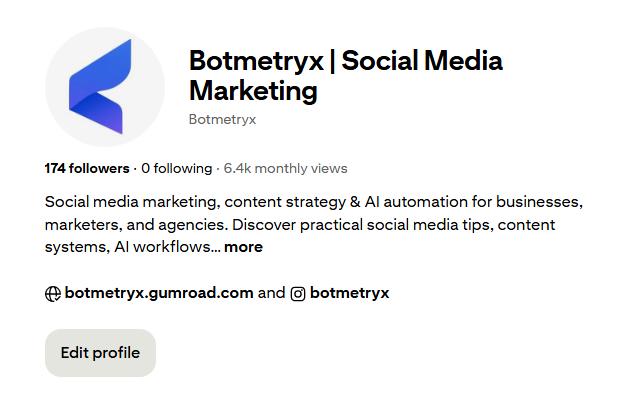 Botmetryx | Social Media
Marketing
Botmetryx
174 followers · 0 following · 6.4k monthly views
Social media marketing, content strategy & AI automation for businesses,
marketers, and agencies. Discover practical social media tips, content
systems, AI workflows... more
botmetryx.gumroad.com and botmetryx
Edit profile